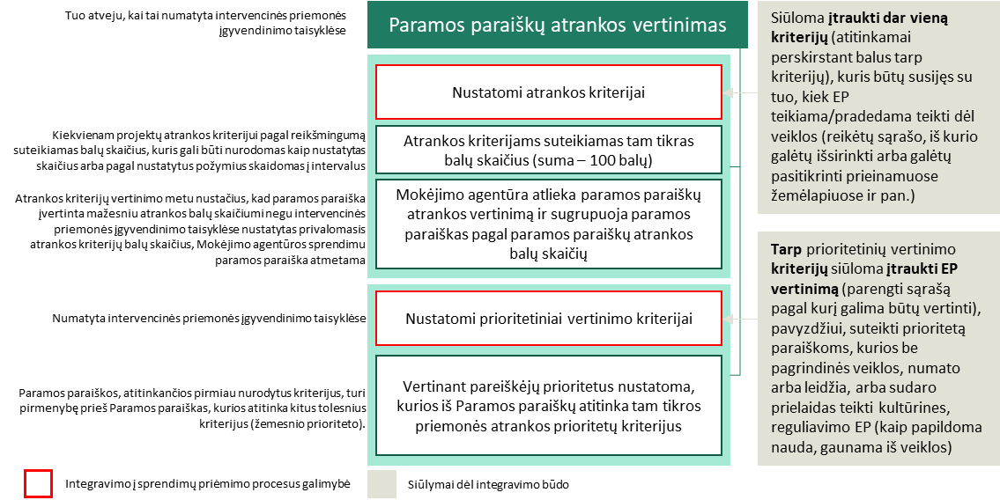 Tuo atveju, kai tai numatyta intervencinės priemonės
įgyvendinimo taisyklėse
Paramos paraiškų atrankos vertinimas
Nustatomi atrankos kriterijai
Kiekvienam projektų atrankos kriterijui pagal reikšmingumą
suteikiamas balų skaičius, kuris gali būti nurodomas kaip nustatytas
skaičius arba pagal nustatytus požymius skaidomas į intervalus
Atrankos kriterijams suteikiamas tam tikras
balų skaičius (suma – 100 balų)
Atrankos kriterijų vertinimo metu nustačius, kad paramos paraiška
įvertinta mažesniu atrankos balų skaičiumi negu intervencinės
priemonės įgyvendinimo taisyklėse nustatytas privalomasis
atrankos kriterijų balų skaičius, Mokėjimo agentūros sprendimu
paramos paraiška atmetama
Mokėjimo agentūra atlieka paramos paraiškų
atrankos vertinimą ir sugrupuoja paramos
paraiškas pagal paramos paraiškų atrankos
balų skaičių
Numatyta intervencinės priemonės įgyvendinimo taisyklėse
Nustatomi prioritetiniai vertinimo kriterijai
Paramos paraiškos, atitinkančios pirmiau nurodytus kriterijus, turi
pirmenybę prieš Paramos paraiškas, kurios atitinka kitus tolesnius
kriterijus (žemesnio prioriteto).
Vertinant pareiškėjų prioritetus nustatoma,
kurios iš Paramos paraiškų atitinka tam tikros
priemonės atrankos prioritetų kriterijus
Siūloma įtraukti dar vieną
kriterijų (atitinkamai
perskirstant balus tarp
kriterijų), kuris būtų susijęs su
tuo, kiek EP
teikiama/pradedama teikti dėl
veiklos (reikėtų sąrašo, iš kurio
galėtų išsirinkti arba galėtų
pasitikrinti prieinamuose
žemėlapiuose ir pan.)
Tarp prioritetinių vertinimo
kriterijų siūloma įtraukti EP
vertinimą (parengti sąrašą
pagal kurį galima būtų vertinti),
pavyzdžiui, suteikti prioritetą
paraiškoms, kurios be
pagrindinės veiklos, numato
arba leidžia, arba sudaro
prielaidas teikti kultūrines,
reguliavimo EP (kaip papildoma
nauda, gaunama iš veiklos)
Integravimo į sprendimų priėmimo procesus galimybė
Siūlymai dėl integravimo būdo